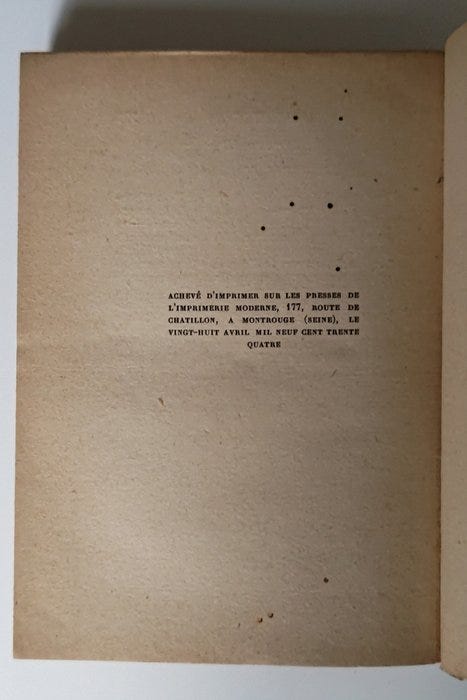 ACHEVÉ D'IMPRIMER SUR LES PRESSES DE
L'IMPRIMERIE MODERNE, 177, ROUTE DE
CHATILLON, A MONTROUGE (SEINE), LE
VINGT-HUIT AVRIL MIL NEUF CENT TRENTE
QUATRE